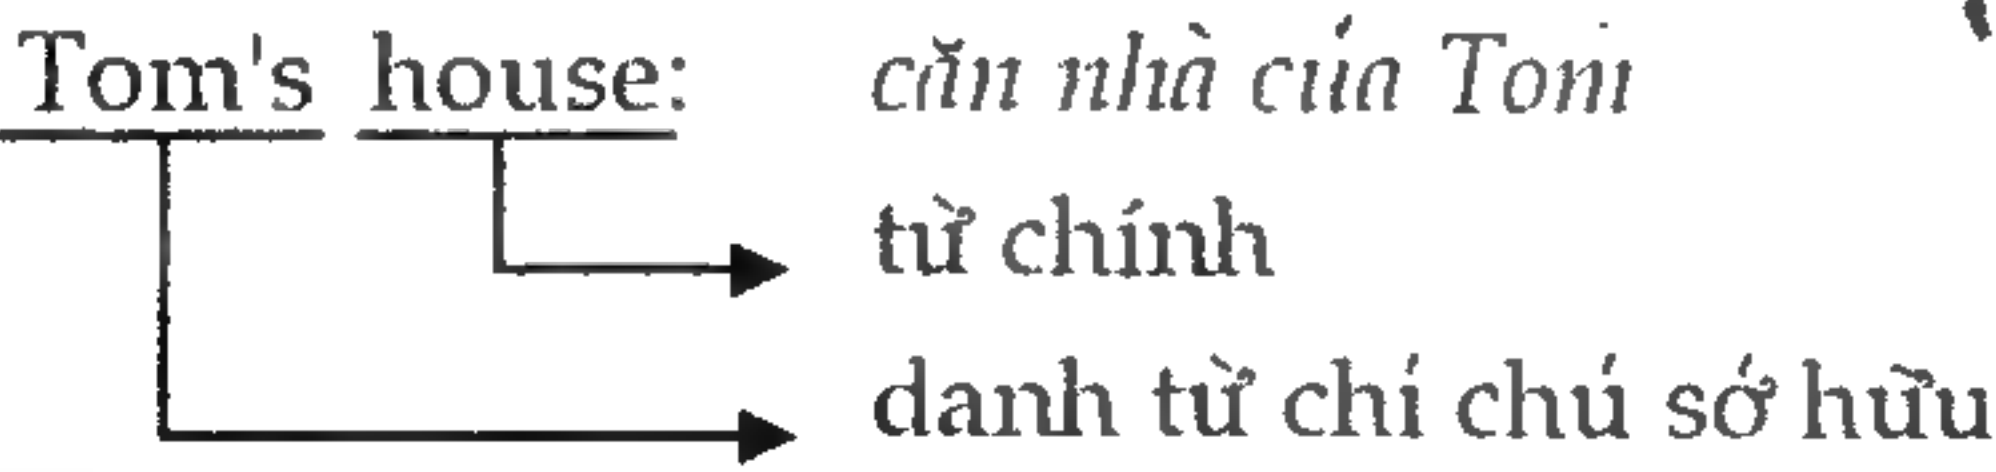 Tom's house: căn nhà của Tom
từ chính
danh từ chỉ chủ sở hữu